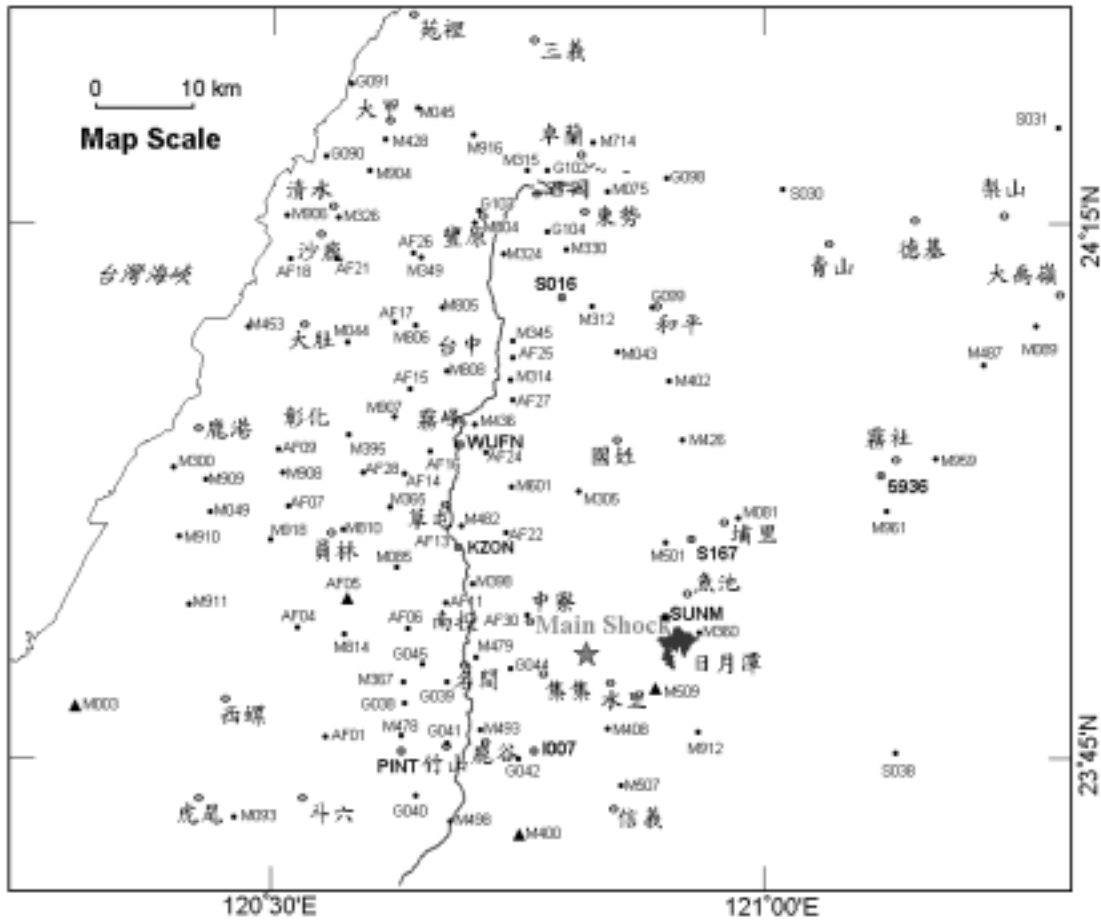 苑裡
三義
0 10 km
G091
大甲
M045
Map Scale
S031
M428
M916
卓蘭
M714
G090
M904
M315
G102
G098
清水
M075
S030
梨山
G103
M906
M326
東勢
M804
24°15'N
沙鹿
AF26
G104
M330
德基
青山
台灣海峽
AF18
AF21
M349
M324
大禹嶺
S016
M805
G099
M312
和平
M453
AF17
M806
大肚
M044
台中
M345
M089
AF25
M043
M487
M808
M314
M402
AF15
AF27
M907
鹿港
彰化
霧峰
M436
M395
WUFN
國姓
M426
霧社
AF09
AF24
M300
M908
AF28
AF14
M959
M909
M601
M306
S936
M049
AF07
M365
草屯
M081
M961
M910
M918
M810
M482
AF22
埔里
員林
AF13
KZON
M501
S167
M085
AF05
M398
魚池
M911
AF11
中寮
SUNM
AF04
AF06
南投
AF30
Main Shock
M360
M814
G045
M479
日月潭
M367
G039
名間
G044
集集
水里
M509
M003
西螺
G038
AF01
M478
G041
M493
M408
M912
鹿谷
I007
PINT
竹山
G042
S038
23°45'N
M507
虎尾
M093
斗六
G040
M498
信義
M400
120°30'E
121°00'E